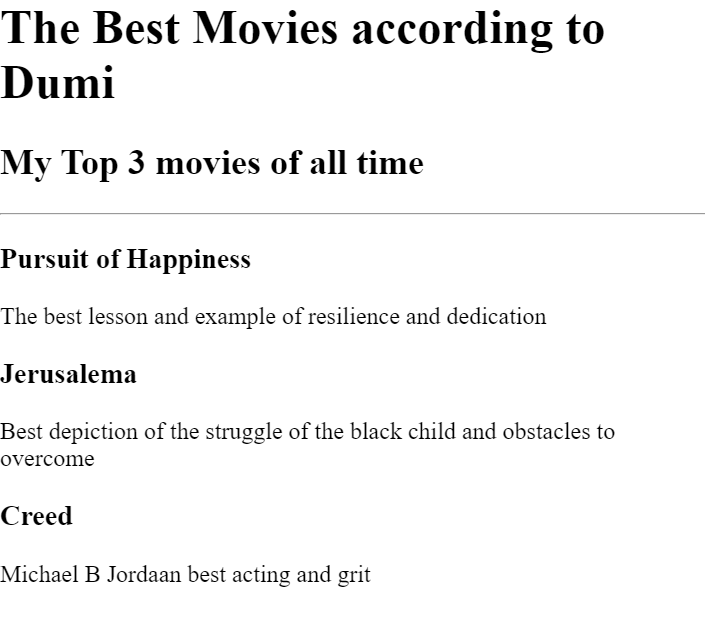 The Best Movies according to
Dumi
My Top 3 movies of all time
Pursuit of Happiness
The best lesson and example of resilience and dedication
Jerusalema
Best depiction of the struggle of the black child and obstacles to
overcome
Creed
Michael B Jordaan best acting and grit